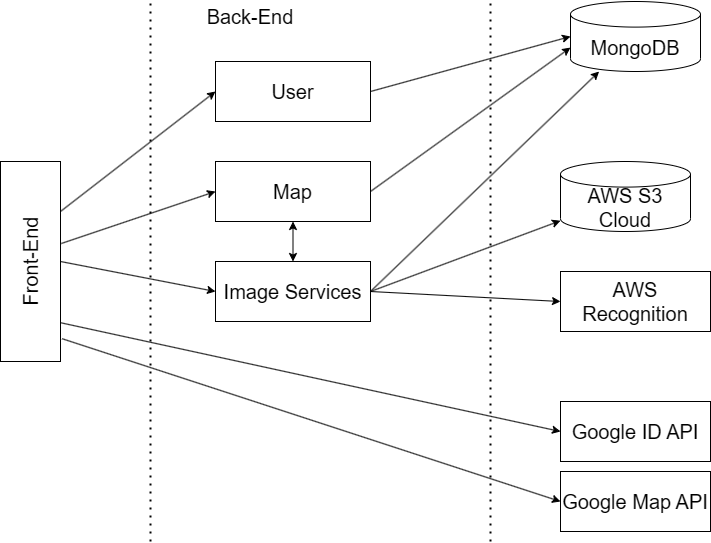 Back-End
MongoDB
User
Map
AWS S3
Cloud
Front-End
Image Services
AWS
Recognition
Google ID API
Google Map API